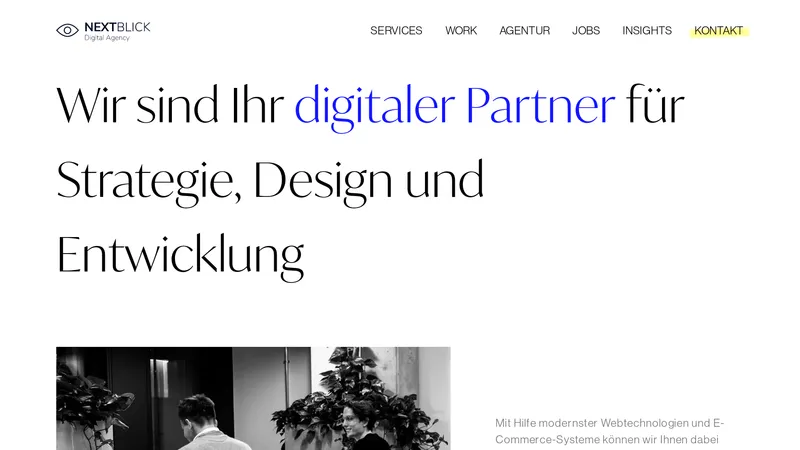 NEXTBLICK
Digital Agency
SERVICES WORK AGENTUR JOBS INSIGHTS KONTAKT
Wir sind Ihr digitaler Partner für
Strategie, Design und
Entwicklung
Mit Hilfe modernster Webtechnologien und E-
Commerce-Systeme können wir Ihnen dabei